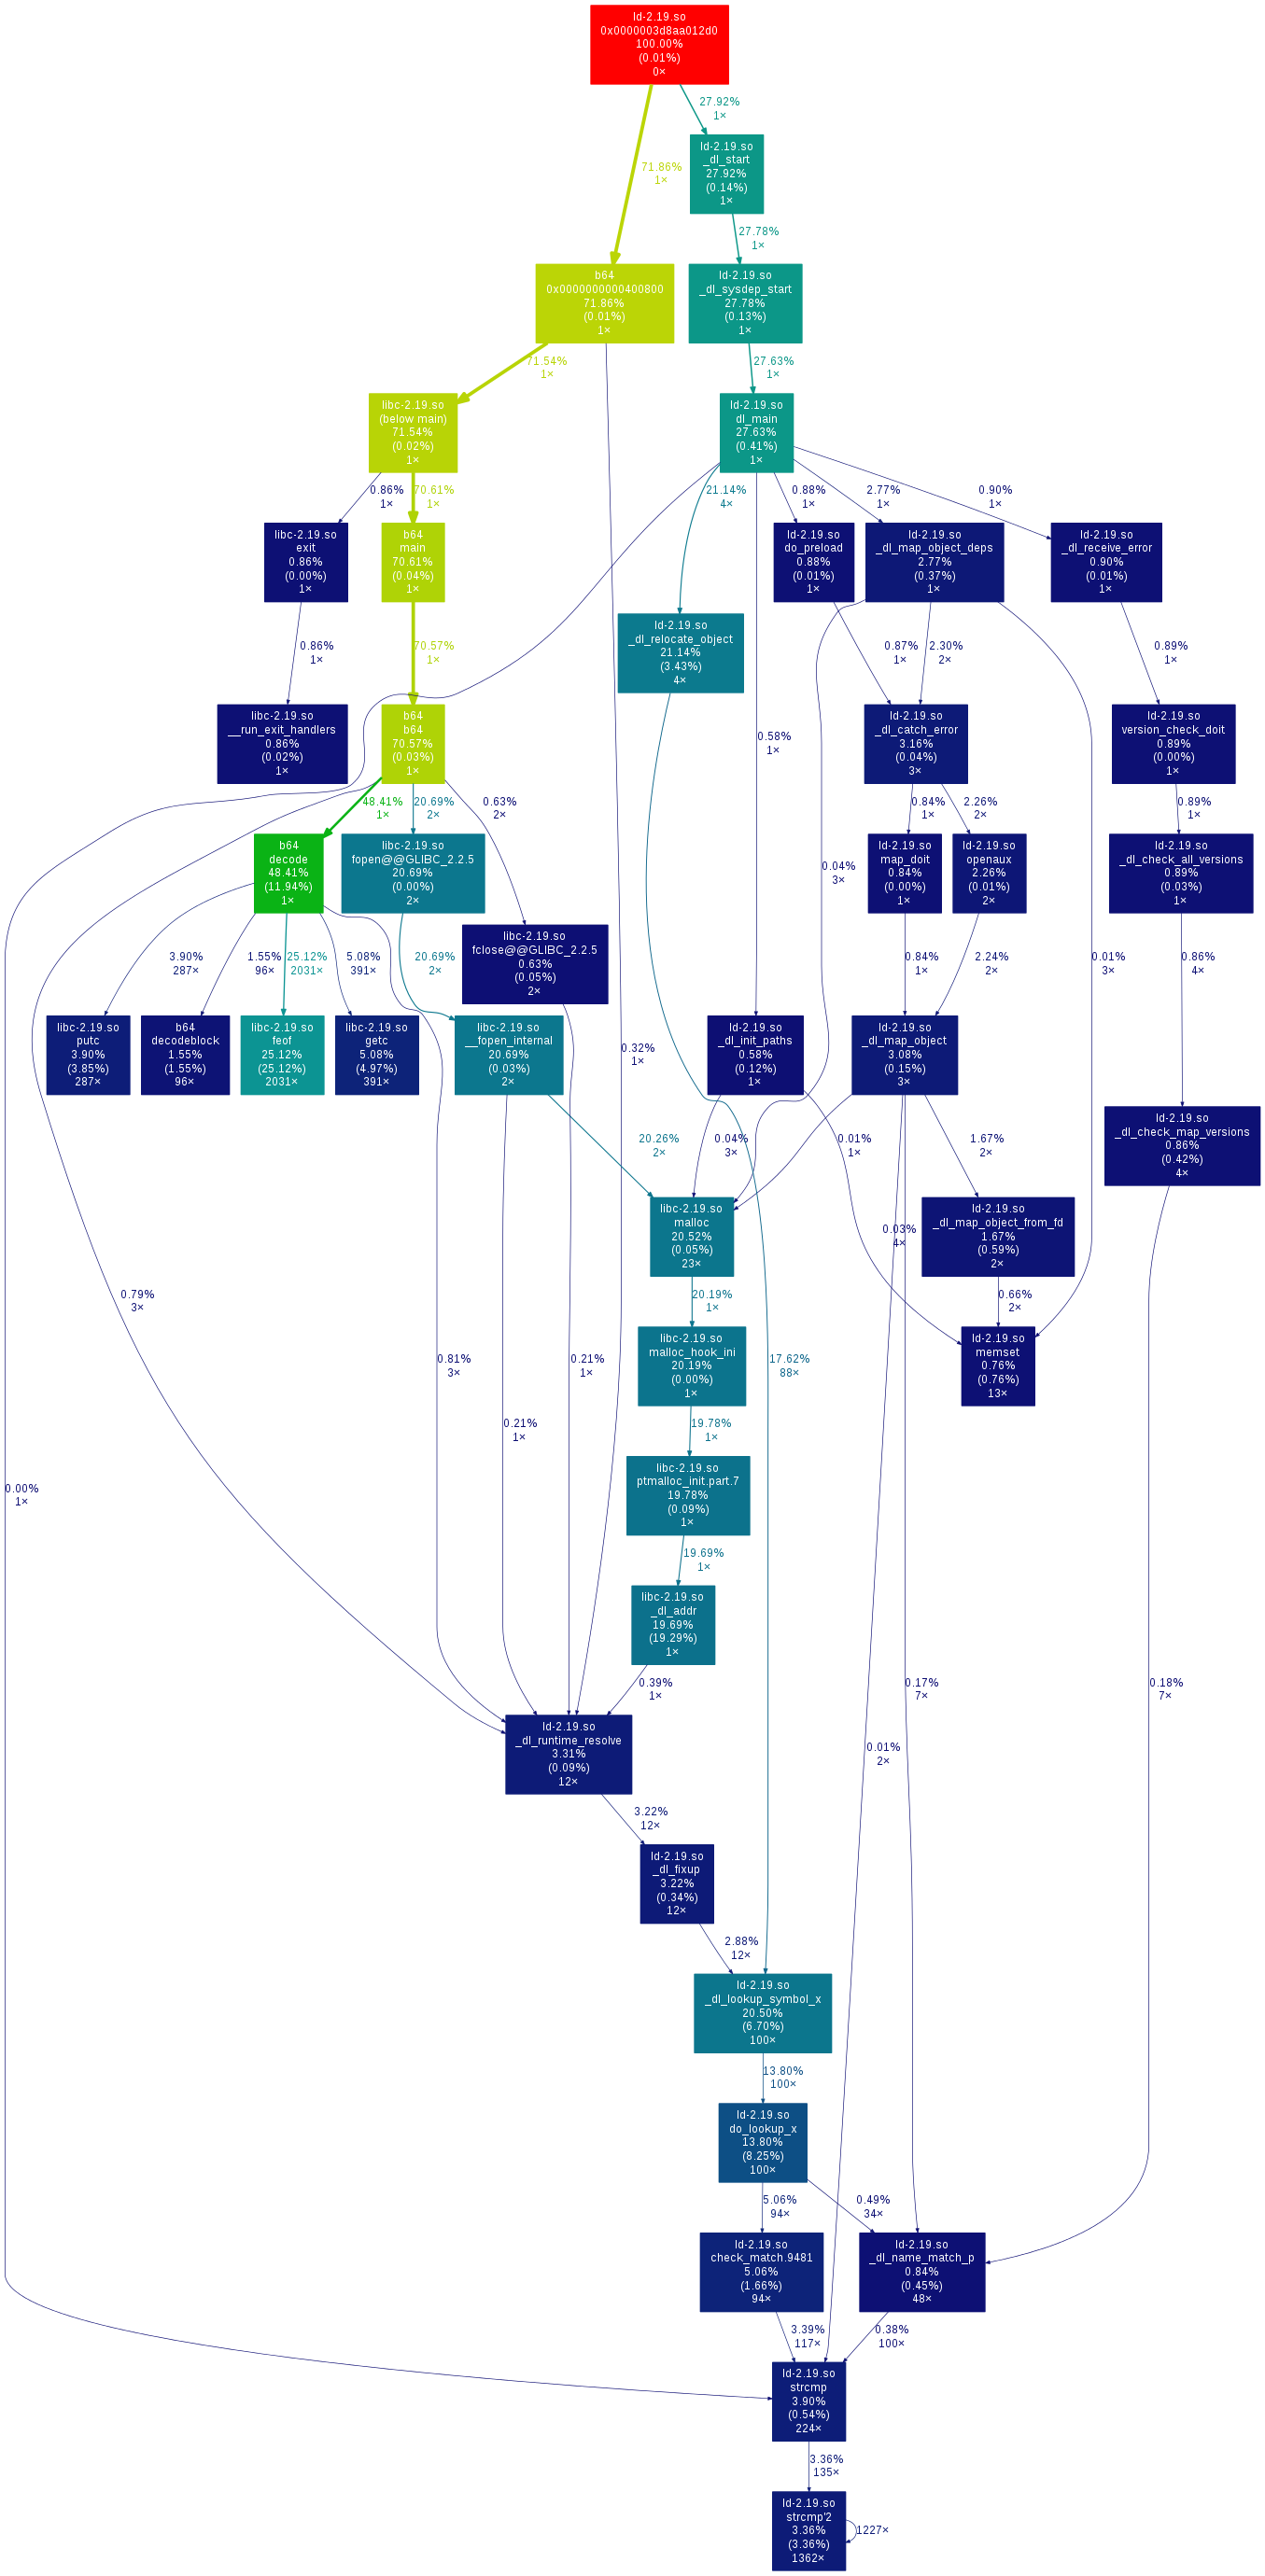 ld-2.19.so
0x0000003d8aa012d0
100.00%
(0.01%)
0×
27.92%
1×
71.86%
1×
ld-2.19.so
_dl_start
27.92%
(0.14%)
1×
27.78%
1×
b64
0x0000000000400800
71.86%
(0.01%)
1×
ld-2.19.so
_dl_sysdep_start
27.78%
(0.13%)
1×
71.54%
1×
27.63%
1×
libc-2.19.so
(below main)
71.54%
(0.02%)
1×
ld-2.19.so
dl_main
27.63%
(0.41%)
1×
0.86%
1×
70.61%
1×
21.14%
4×
0.88%
1×
2.77%
1×
0.90%
1×
libc-2.19.so
exit
0.86%
(0.00%)
1×
b64
main
70.61%
(0.04%)
1×
ld-2.19.so
do_preload
0.88%
(0.01%)
1×
ld-2.19.so
_dl_map_object_deps
2.77%
(0.37%)
1×
ld-2.19.so
_dl_receive_error
0.90%
(0.01%)
1×
ld-2.19.so
_dl_relocate_object
21.14%
(3.43%)
4×
0.86%
1×
70.57%
1×
0.87%
1×
2.30%
2×
0.89%
1×
libc-2.19.so
__run_exit_handlers
0.86%
(0.02%)
1×
b64
b64
70.57%
(0.03%)
1×
0.58%
1×
ld-2.19.so
_dl_catch_error
3.16%
(0.04%)
3×
ld-2.19.so
version_check_doit
0.89%
(0.00%)
1×
48.41%
1×
20.69%
2×
0.63%
2×
0.84%
1×
2.26%
2×
0.89%
1×
b64
decode
48.41%
(11.94%)
1×
libc-2.19.so
fopen@@GLIBC_2.2.5
20.69%
(0.00%)
2×
0.04%
3×
ld-2.19.so
map_doit
0.84%
(0.00%)
1×
ld-2.19.so
openaux
2.26%
(0.01%)
2×
ld-2.19.so
_dl_check_all_versions
0.89%
(0.03%)
1×
libc-2.19.so
fclose@@GLIBC_2.2.5
0.63%
(0.05%)
2×
3.90%
287×
1.55%
96×
25.12%
2031×
5.08%
391×
20.69%
2×
0.84%
1×
2.24%
2×
0.01%
3×
0.86%
4×
libc-2.19.so
putc
3.90%
(3.85%)
287×
b64
decodeblock
1.55%
(1.55%)
96×
libc-2.19.so
feof
25.12%
(25.12%)
2031×
libc-2.19.so
getc
5.08%
(4.97%)
391×
libc-2.19.so
__fopen_internal
20.69%
(0.03%)
2×
0.32%
1×
ld-2.19.so
_dl_init_paths
0.58%
(0.12%)
1×
ld-2.19.so
_dl_map_object
3.08%
(0.15%)
3×
20.26%
2×
0.04%
3×
0.01%
1×
1.67%
2×
ld-2.19.so
_dl_check_map_versions
0.86%
(0.42%)
4×
libc-2.19.so
malloc
20.52%
(0.05%)
23×
0.03%
4×
ld-2.19.so
_dl_map_object_from_fd
1.67%
(0.59%)
2×
0.79%
3×
20.19%
1×
0.66%
2×
0.81%
3×
0.21%
1×
libc-2.19.so
malloc_hook_ini
20.19%
(0.00%)
1×
17.62%
88×
ld-2.19.so
memset
0.76%
(0.76%)
13×
0.21%
1×
19.78%
1×
0.00%
1×
libc-2.19.so
ptmalloc_init.part.7
19.78%
(0.09%)
1×
19.69%
1×
libc-2.19.so
_dl_addr
19.69%
(19.29%)
1×
0.39%
1×
0.17%
7×
0.18%
7×
ld-2.19.so
_dl_runtime_resolve
3.31%
(0.09%)
12×
0.01%
2×
3.22%
12×
ld-2.19.so
_dl_fixup
3.22%
(0.34%)
12×
2.88%
12×
ld-2.19.so
_dl_lookup_symbol_x
20.50%
(6.70%)
100×
13.80%
100×
ld-2.19.so
do_lookup_x
13.80%
(8.25%)
100×
5.06%
94×
0.49%
34×
ld-2.19.so
check_match.9481
5.06%
(1.66%)
94×
ld-2.19.so
_dl_name_match_p
0.84%
(0.45%)
48×
3.39%
117×
0.38%
100×
ld-2.19.so
strcmp
3.90%
(0.54%)
224×
3.36%
135×
ld-2.19.so
strcmp'2
3.36%
(3.36%)
1362×
1227×